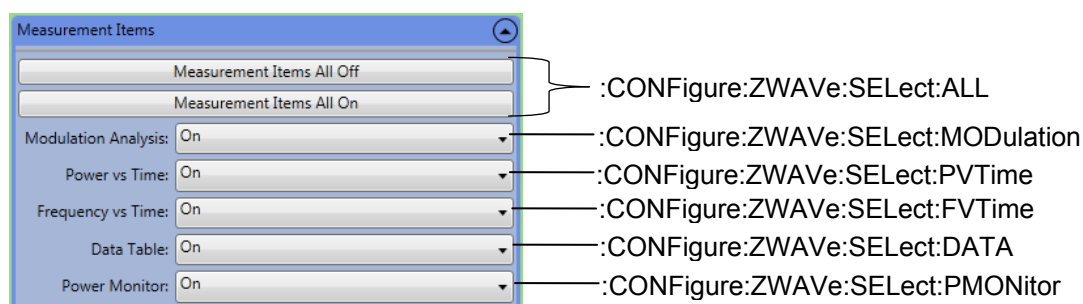 Measurement Items
Measurement Items All Off
Measurement Items All On
:CONFigure:ZWAVe:SELect:ALL
Modulation Analysis: On :CONFigure:ZWAVe:SELect:MODulation
Power vs Time: On :CONFigure:ZWAVe:SELect:PVTime
Frequency vs Time: On :CONFigure:ZWAVe:SELect:FVTime
Data Table: On :CONFigure:ZWAVe:SELect:DATA
Power Monitor: On :CONFigure:ZWAVe:SELect:PMONitor